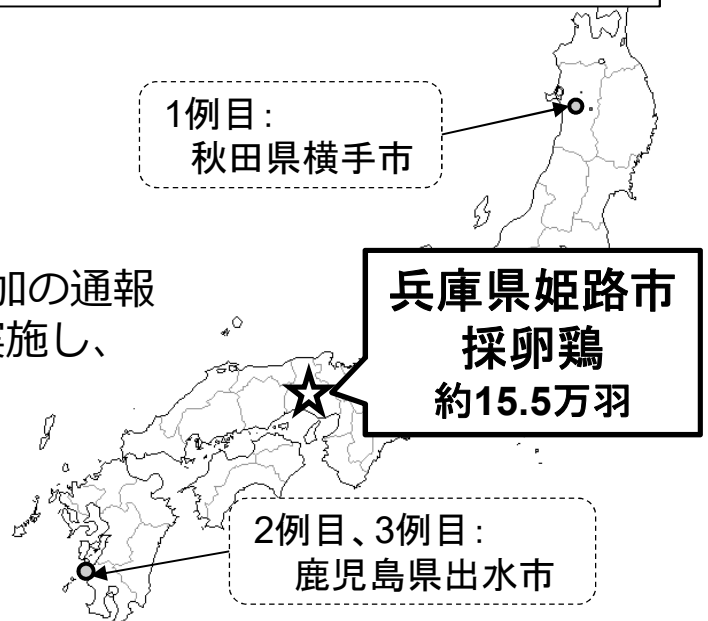 1例目：
秋田県横手市
加の通報
実施し、
兵庫県姫路市
採卵鶏
約15.5万羽
2例目、3例目：
鹿児島県出水市